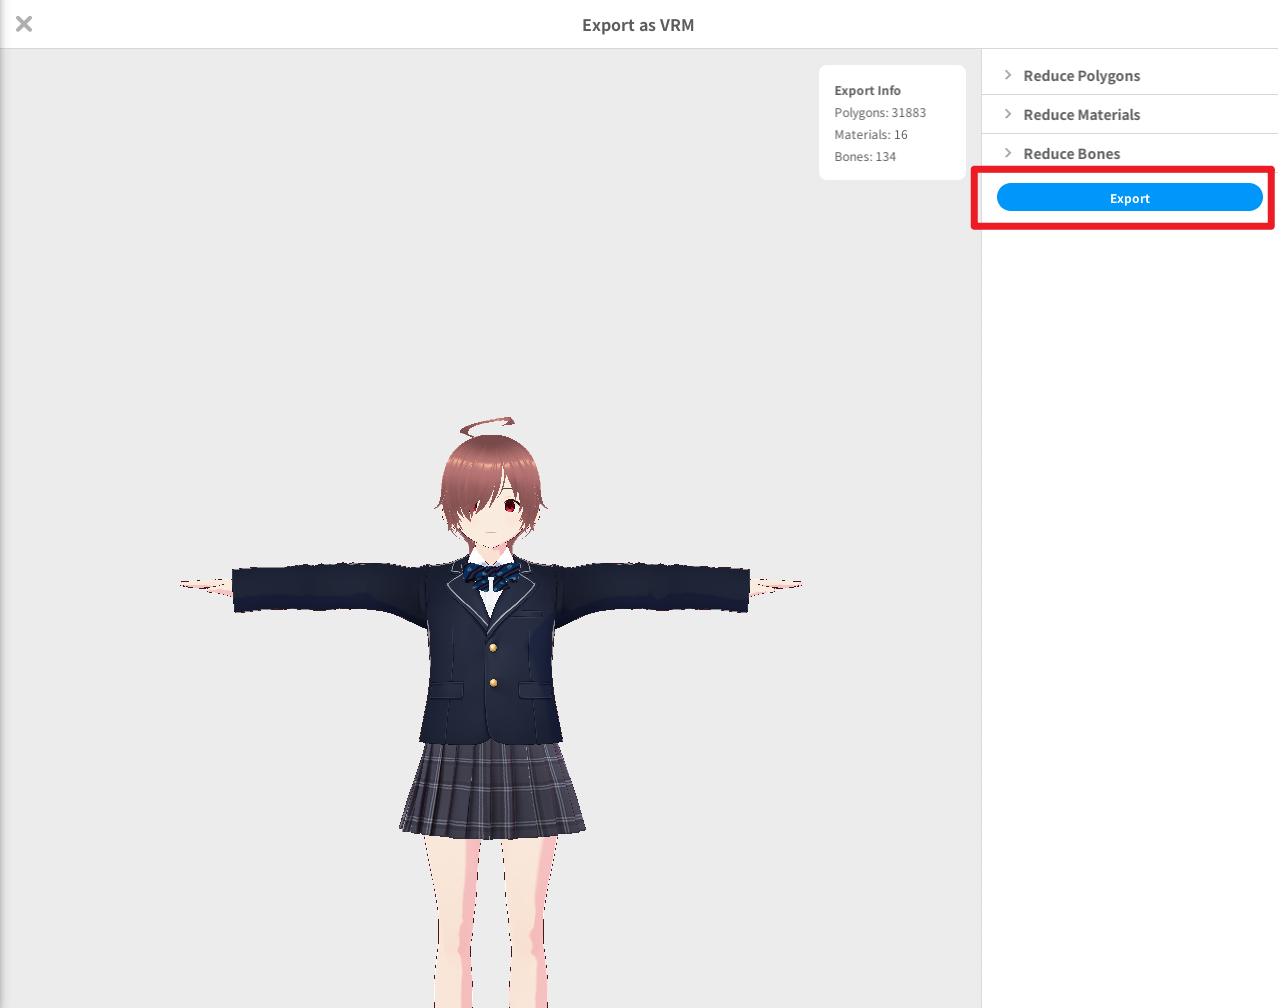 Export as VRM
Export Info
Polygons: 31883
Materials: 16
Bones: 134
Reduce Polygons
Reduce Materials
Reduce Bones
Export